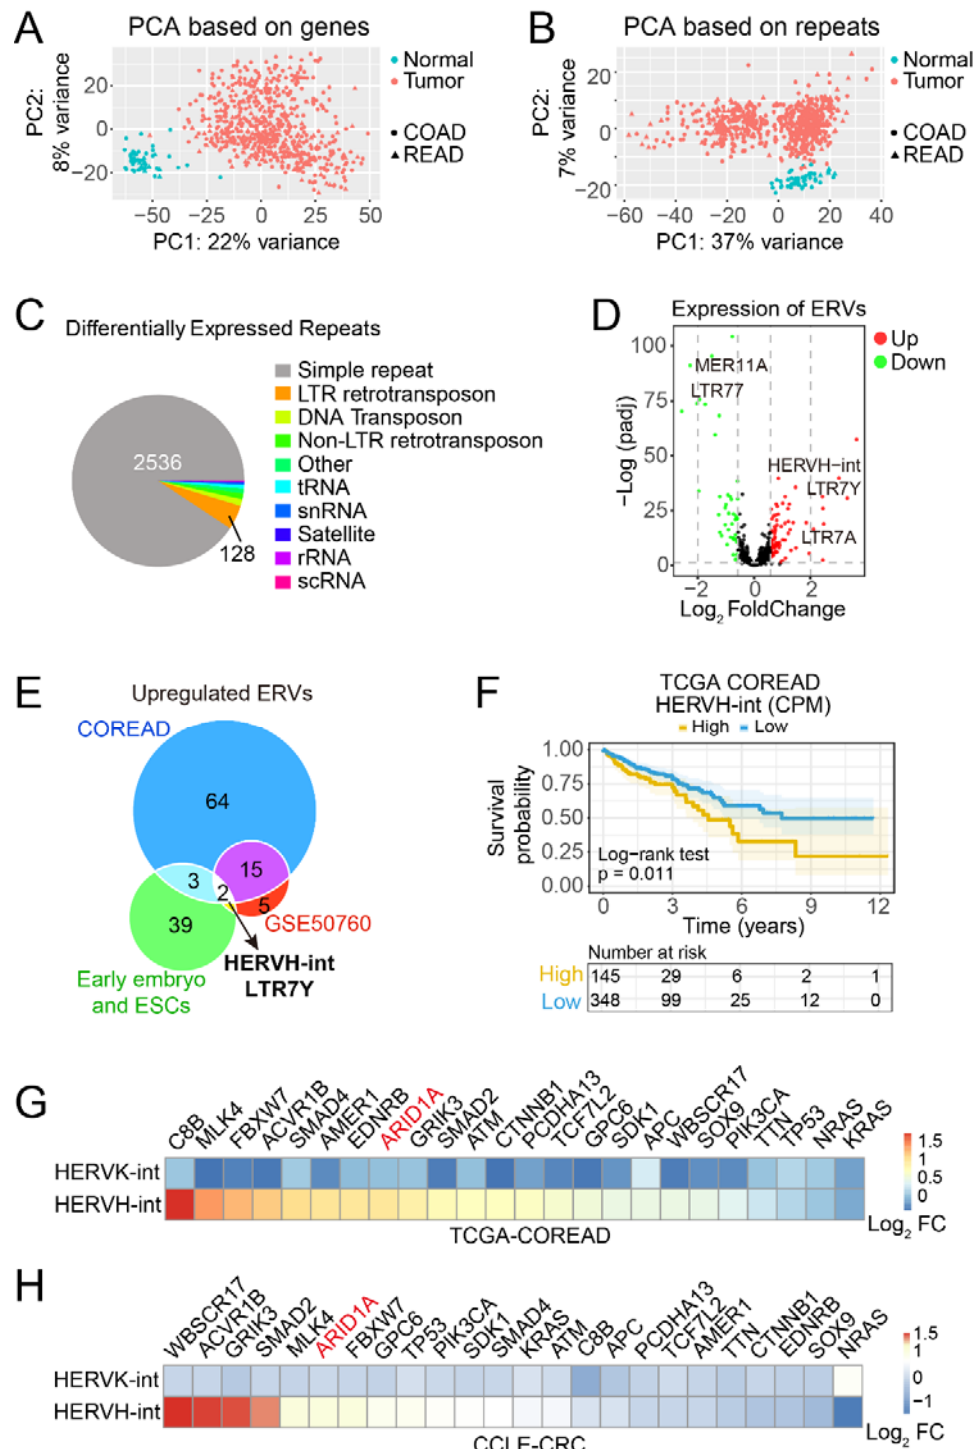 A
PCA based on genes
PC2:
8% variance
20
0
−20
−50
−25
0
25
50
PC1: 22% variance
Normal
Tumor
COAD
READ
B
PCA based on repeats
PC2:
7% variance
20
0
−20
−60
−40
−20
0
20
40
PC1: 37% variance
Normal
Tumor
COAD
READ
C
Differentially Expressed Repeats
2536
128
Simple repeat
LTR retrotransposon
DNA Transposon
Non-LTR retrotransposon
Other
tRNA
snRNA
Satellite
rRNA
scRNA
D
Expression of ERVs
−Log (padj)
100
75
50
25
0
MER11A
LTR77
HERVH−int
LTR7Y
LTR7A
−2
0
2
Log2 FoldChange
Up
Down
E
Upregulated ERVs
COREAD
64
3
15
2
5
39
GSE50760
HERVH-int
LTR7Y
Early embryo
and ESCs
F
TCGA COREAD
HERVH-int (CPM)
High
Low
Survival
probability
1.00
0.75
0.50
0.25
0.00
Log−rank test
p = 0.011
0
3
6
9
12
Time (years)
Number at risk
High 145 29 6 2 1
Low 348 99 25 12 0
G
C8B MLK4 FBXW7 ACVR1B SMAD4 AMER1 EDNRB ARID1A GRIK3 SMAD2 ATM CTNNB1 PCDHA13 TCF7L2 GPC6 SDK1 APC WBSCR17 SOX9 PIK3CA TTN TP53 NRAS KRAS
HERVK-int
HERVH-int
TCGA-COREAD
1.5
1
0.5
0
Log2 FC
H
WBSCR17 ACVR1B GRIK3 SMAD2 MLK4 ARID1A FBXW7 GPC6 TP53 PIK3CA SDK1 SMAD4 KRAS ATM C8B APC PCDHA13 TCF7L2 AMER1 TTN CTNNB1 EDNRB SOX9 NRAS
HERVK-int
HERVH-int
CCLE-CRC
1.5
1
0
−1
Log2 FC